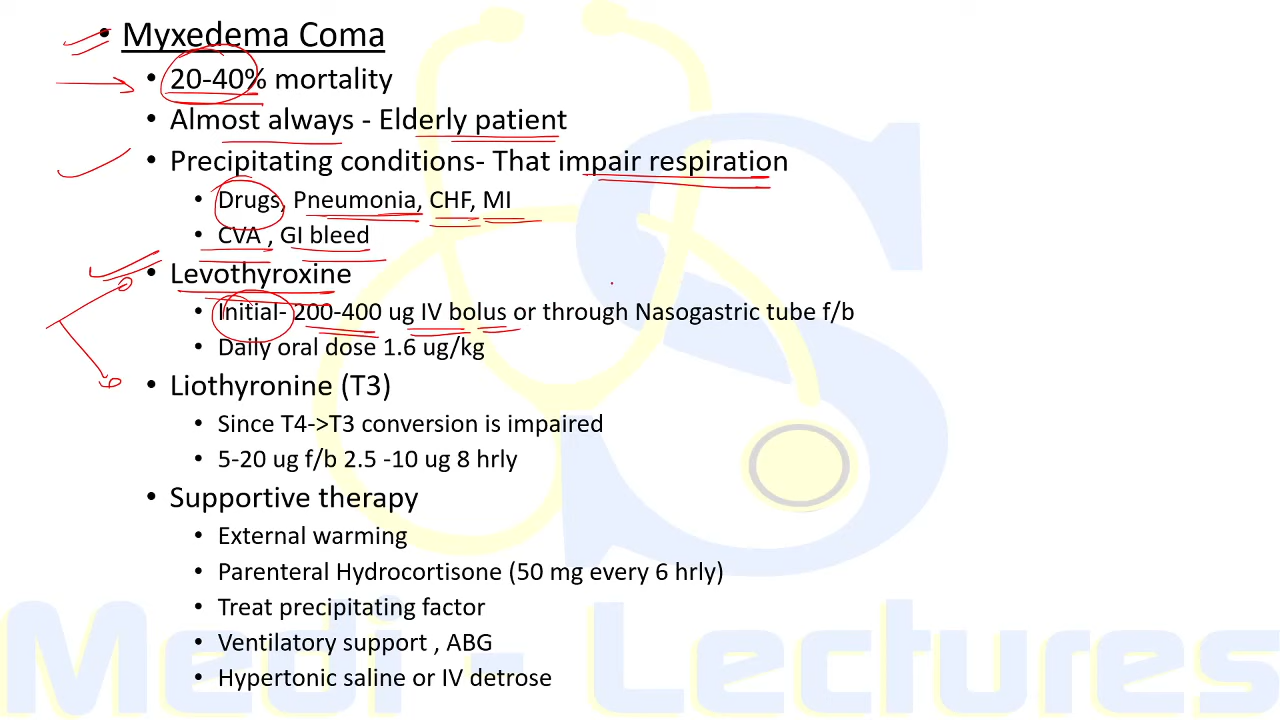 • Myxedema Coma
• 20-40% mortality
• Almost always - Elderly patient
• Precipitating conditions- That impair respiration
• Drugs, Pneumonia, CHF, MI
• CVA , GI bleed
• Levothyroxine
• Initial- 200-400 ug IV bolus or through Nasogastric tube f/b
• Daily oral dose 1.6 ug/kg
• Liothyronine (T3)
• Since T4->T3 conversion is impaired
• 5-20 ug f/b 2.5 -10 ug 8 hrly
• Supportive therapy
• External warming
• Parenteral Hydrocortisone (50 mg every 6 hrly)
• Treat precipitating factor
• Ventilatory support , ABG
• Hypertonic saline or IV detrose
Medi - Lectures